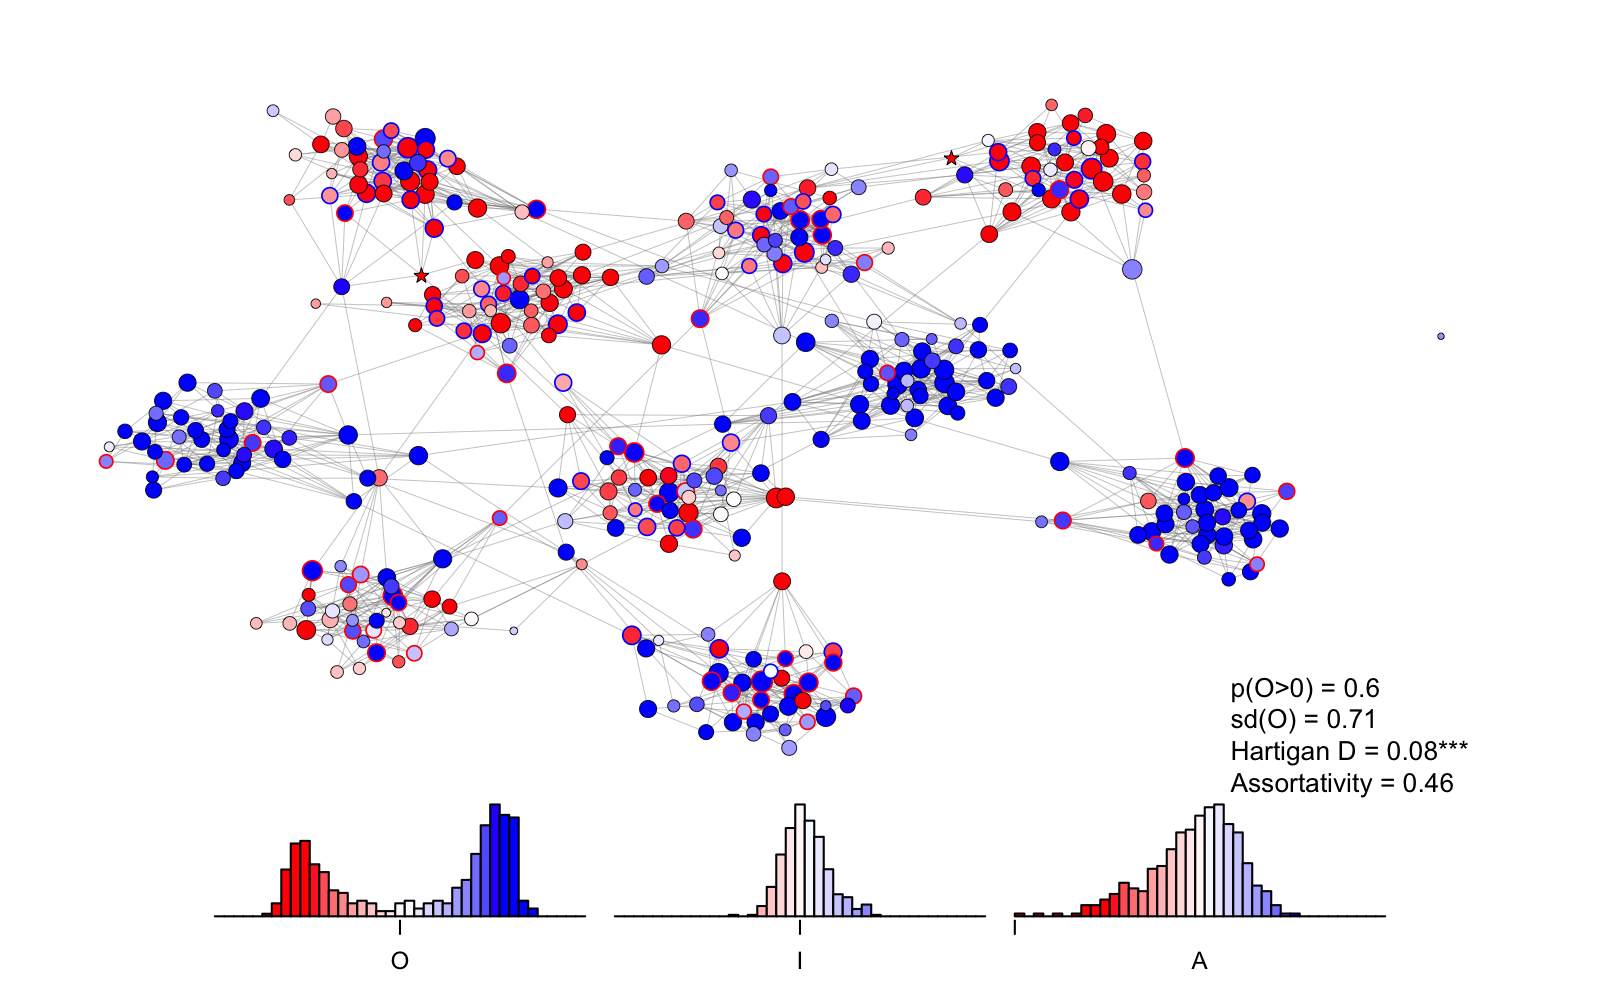 p(O>0) = 0.6
sd(O) = 0.71
Hartigan D = 0.08***
Assortativity = 0.46
O
I
A